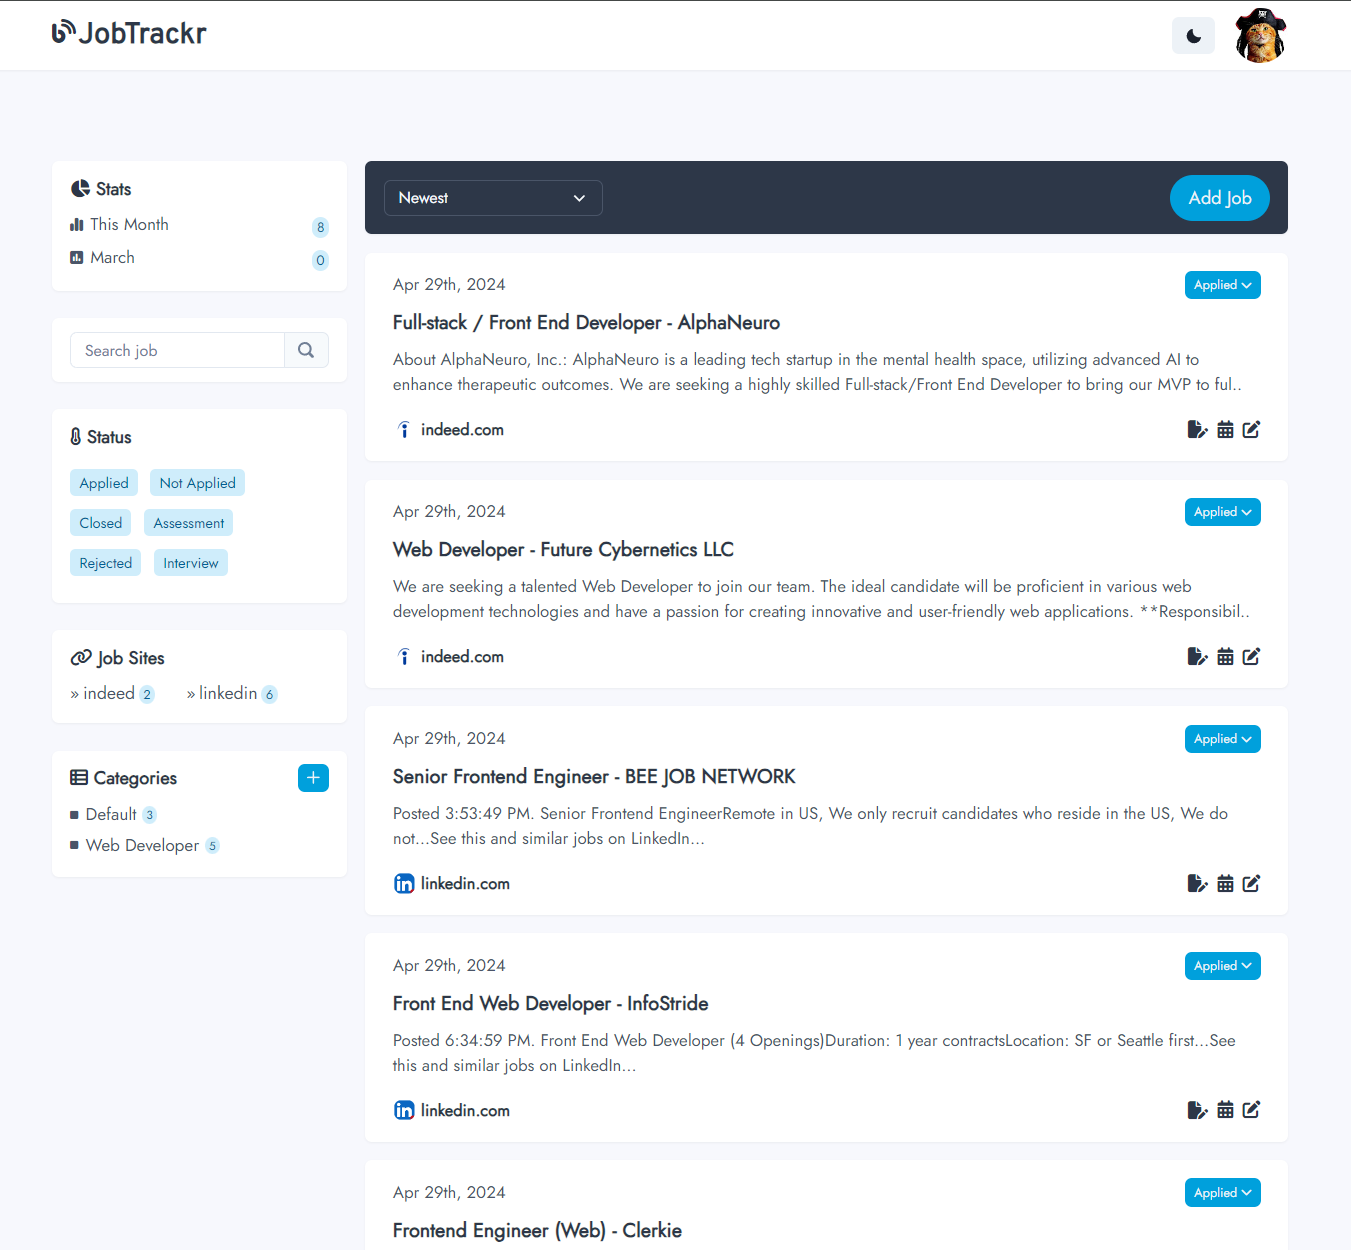 JobTrackr
Stats
This Month 8
March 0
Search job
Status
Applied Not Applied
Closed Assessment
Rejected Interview
Job Sites
» indeed 2 » linkedin 6
Categories +
Default 3
Web Developer 5
Newest Add Job
Apr 29th, 2024 Applied
Full-stack / Front End Developer - AlphaNeuro
About AlphaNeuro, Inc.: AlphaNeuro is a leading tech startup in the mental health space, utilizing advanced AI to
enhance therapeutic outcomes. We are seeking a highly skilled Full-stack/Front End Developer to bring our MVP to ful..
indeed.com
Apr 29th, 2024 Applied
Web Developer - Future Cybernetics LLC
We are seeking a talented Web Developer to join our team. The ideal candidate will be proficient in various web
development technologies and have a passion for creating innovative and user-friendly web applications. **Responsibil..
indeed.com
Apr 29th, 2024 Applied
Senior Frontend Engineer - BEE JOB NETWORK
Posted 3:53:49 PM. Senior Frontend EngineerRemote in US, We only recruit candidates who reside in the US, We do
not…See this and similar jobs on LinkedIn...
in linkedin.com
Apr 29th, 2024 Applied
Front End Web Developer - InfoStride
Posted 6:34:59 PM. Front End Web Developer (4 Openings)Duration: 1 year contractsLocation: SF or Seattle first…See
this and similar jobs on LinkedIn...
in linkedin.com
Apr 29th, 2024 Applied
Frontend Engineer (Web) - Clerkie